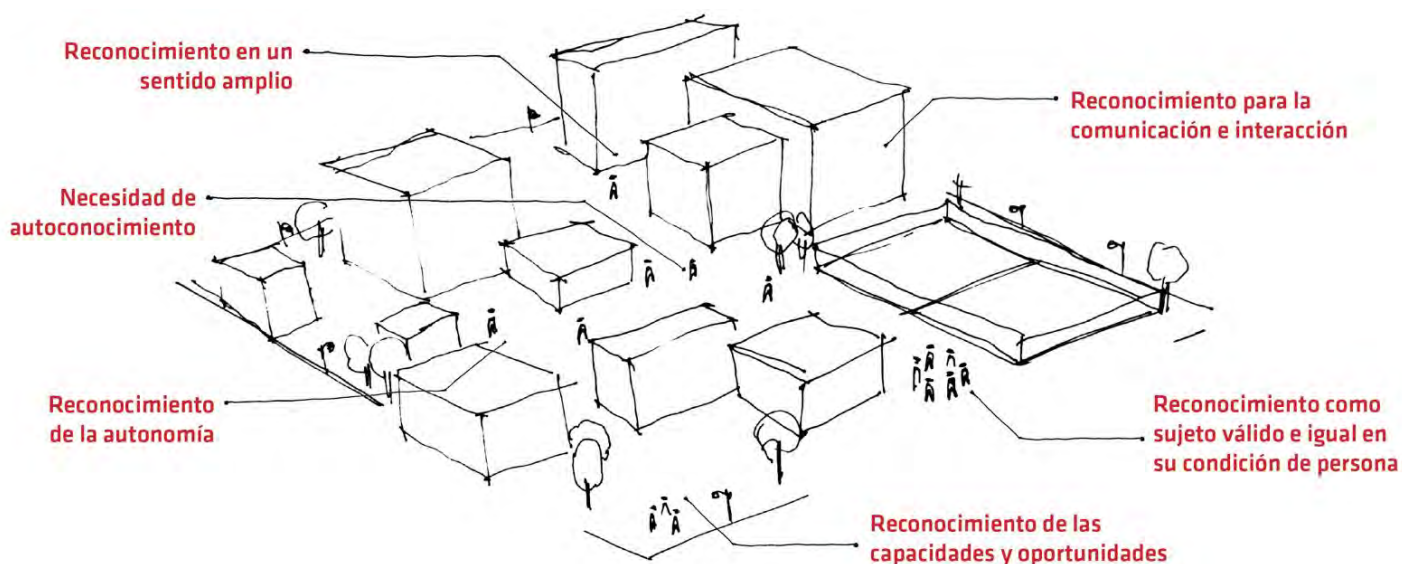 Reconocimiento en un
sentido amplio
Reconocimiento para la
comunicación e interacción
Necesidad de
autoconocimiento
Reconocimiento
de la autonomía
Reconocimiento como
sujeto válido e igual en
su condición de persona
Reconocimiento de las
capacidades y oportunidades